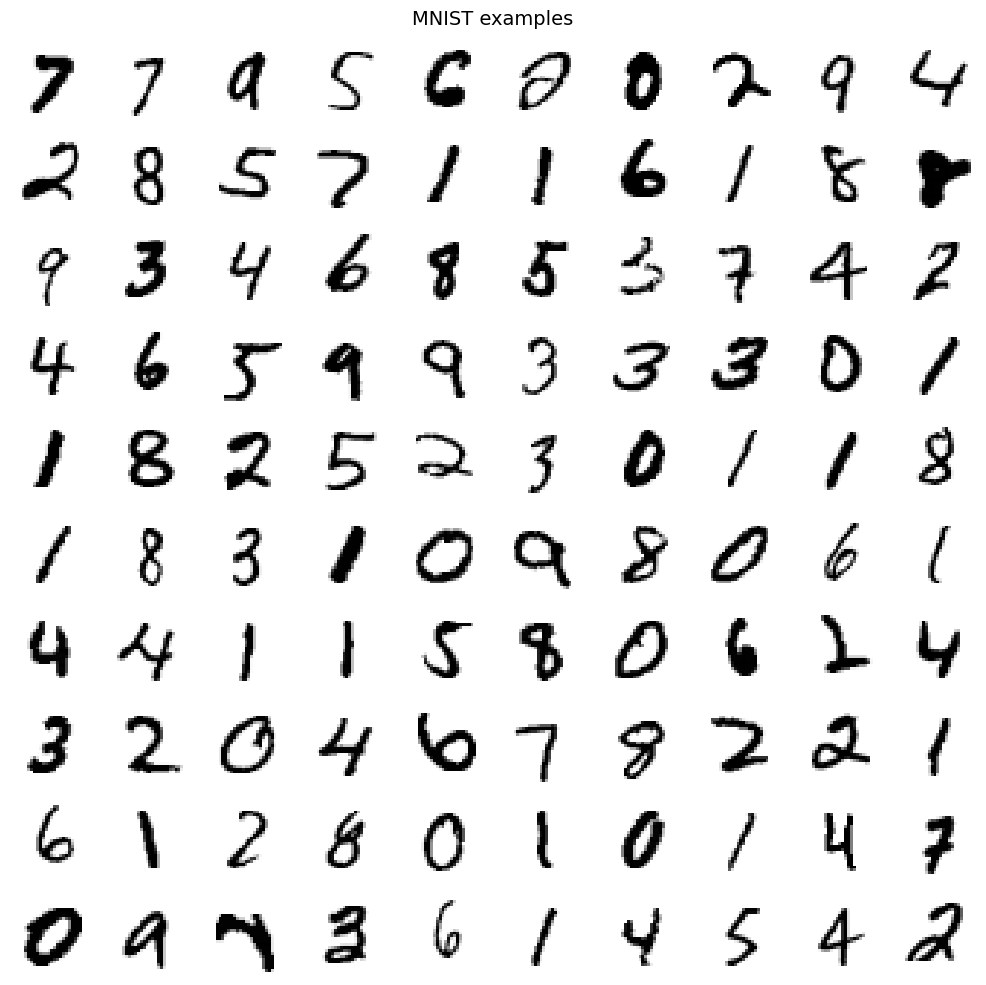 MNIST examples
7 7 9 5 6 2 0 2 9 4
2 8 5 7 1 1 6 1 8
9 3 4 6 8 5 3 7 4 2
4 6 5 9 9 3 3 3 0 1
1 8 2 5 2 3 0 1 1 8
1 8 3 1 0 9 8 0 6 1
4 4 1 1 5 8 0 6 2 4
3 2 0 4 6 7 8 2 2 1
6 1 2 8 0 1 0 1 4 7
0 9 3 6 1 4 5 4 2